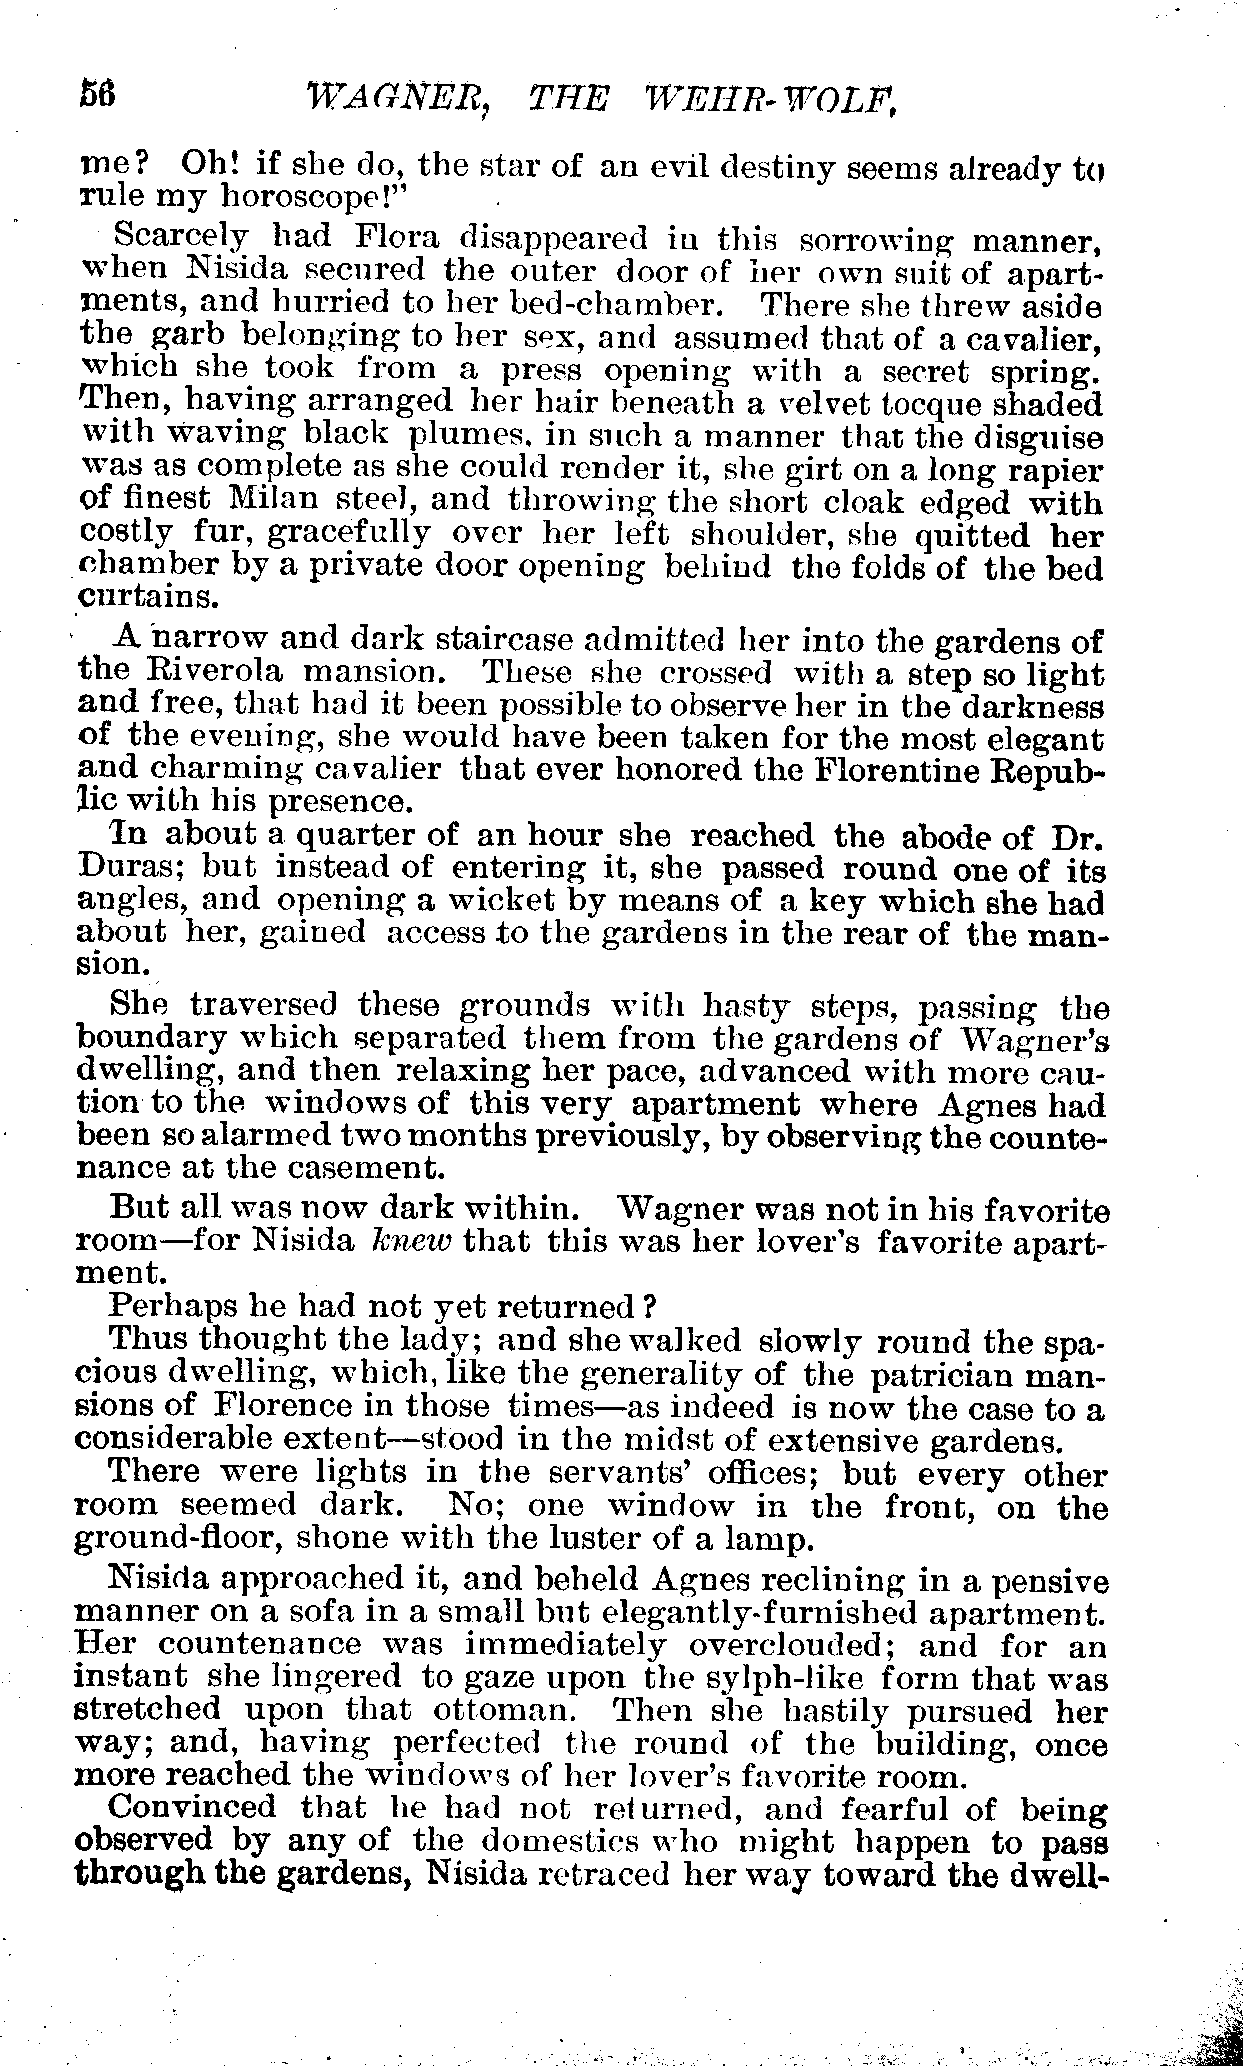 56 WAGNER, THE WEHR-WOLF.
me? Oh! if she do, the star of an evil destiny seems already to
rule my horoscope!"
Scarcely had Flora disappeared in this sorrowing manner,
when Nisida secured the outer door of her own suit of apart-
ments, and hurried to her bed-chamber. There she threw aside
the garb belonging to her sex, and assumed that of a cavalier,
which she took from a press opening with a secret spring.
Then, having arranged her hair beneath a velvet tocque shaded
with waving black plumes, in such a manner that the disguise
was as complete as she could render it, she girt on a long rapier
of finest Milan steel, and throwing the short cloak edged with
costly fur, gracefully over her left shoulder, she quitted her
chamber by a private door opening behind the folds of the bed
curtains.
A narrow and dark staircase admitted her into the gardens of
the Riverola mansion. These she crossed with a step so light
and free, that had it been possible to observe her in the darkness
of the evening, she would have been taken for the most elegant
and charming cavalier that ever honored the Florentine Repub-
lic with his presence.
In about a quarter of an hour she reached the abode of Dr.
Duras; but instead of entering it, she passed round one of its
angles, and opening a wicket by means of a key which she had
about her, gained access to the gardens in the rear of the man-
sion.
She traversed these grounds with hasty steps, passing the
boundary which separated them from the gardens of Wagner's
dwelling, and then relaxing her pace, advanced with more cau-
tion to the windows of this very apartment where Agnes had
been so alarmed two months previously, by observing the counte-
nance at the casement.
But all was now dark within. Wagner was not in his favorite
room—for Nisida knew that this was her lover's favorite apart-
ment.
Perhaps he had not yet returned?
Thus thought the lady; and she walked slowly round the spa-
cious dwelling, which, like the generality of the patrician man-
sions of Florence in those times—as indeed is now the case to a
considerable extent—stood in the midst of extensive gardens.
There were lights in the servants' offices; but every other
room seemed dark. No; one window in the front, on the
ground-floor, shone with the luster of a lamp.
Nisida approached it, and beheld Agnes reclining in a pensive
manner on a sofa in a small but elegantly-furnished apartment.
Her countenance was immediately overclouded; and for an
instant she lingered to gaze upon the sylph-like form that was
stretched upon that ottoman. Then she hastily pursued her
way; and, having perfected the round of the building, once
more reached the windows of her lover's favorite room.
Convinced that he had not returned, and fearful of being
observed by any of the domestics who might happen to pass
through the gardens, Nisida retraced her way toward the dwell-